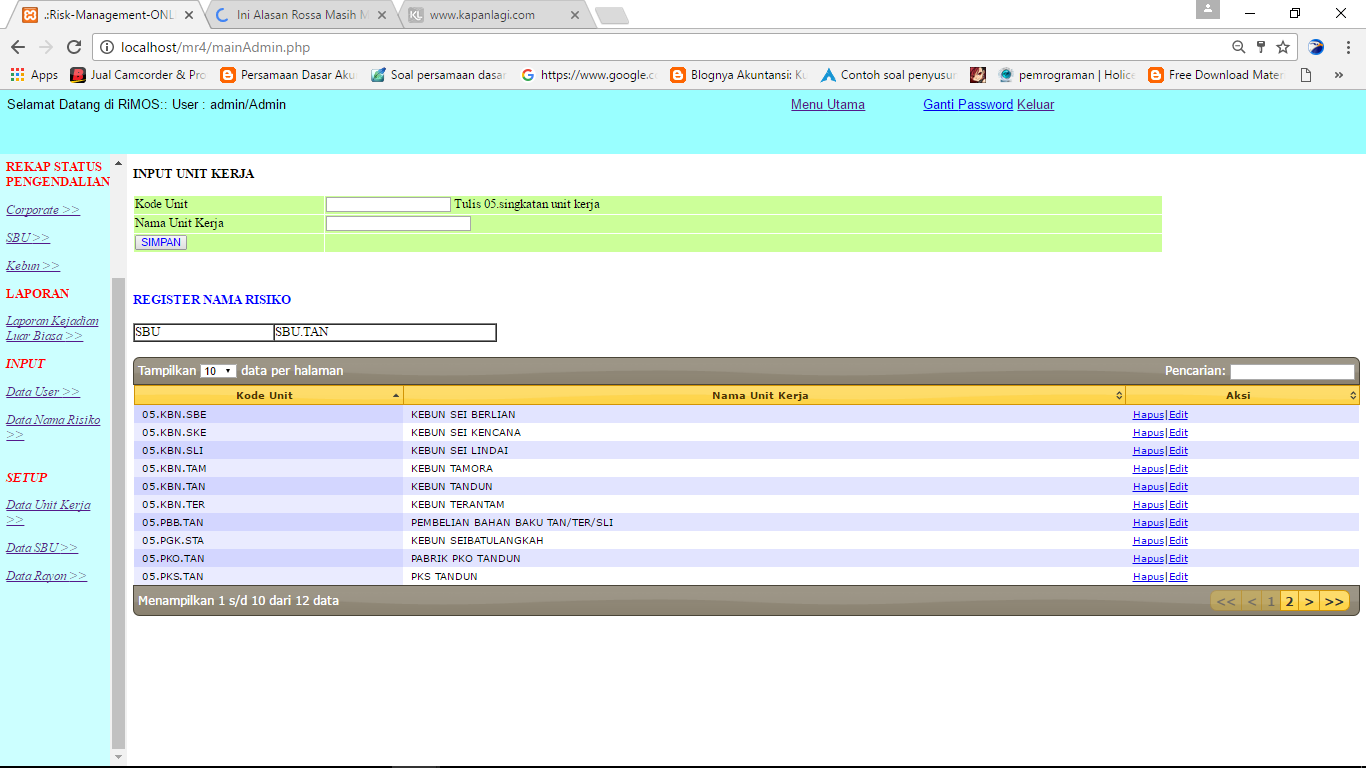 .:Risk-Management-ONL
Ini Alasan Rossa Masih M
KL www.kapanlagi.com
localhost/mr4/mainAdmin.php
Apps Jual Camcorder & Pro Persamaan Dasar Aku Soal persamaan dasar https://www.google.c Blognya Akuntansi: Ku Contoh soal penyusun pemrograman | Holic Free Download Mater »
Selamat Datang di RiMOS:: User : admin/Admin
Menu Utama Ganti Password Keluar
REKAP STATUS
PENGENDALIAN
Corporate >>
SBU >>
Kebun >>
LAPORAN
Laporan Kejadian
Luar Biasa >>
INPUT
Data User >>
Data Nama Risiko
>>
SETUP
Data Unit Kerja
>>
Data SBU >>
Data Rayon >>
INPUT UNIT KERJA
Kode Unit Tulis 05.singkatan unit kerja
Nama Unit Kerja
SIMPAN
REGISTER NAMA RISIKO
SBU SBU.TAN
Tampilkan 10 data per halaman Pencarian:
Kode Unit Nama Unit Kerja Aksi
05.KBN.SBE KEBUN SEI BERLIAN Hapus|Edit
05.KBN.SKE KEBUN SEI KENCANA Hapus|Edit
05.KBN.SLI KEBUN SEI LINDAI Hapus|Edit
05.KBN.TAM KEBUN TAMORA Hapus|Edit
05.KBN.TAN KEBUN TANDUN Hapus|Edit
05.KBN.TER KEBUN TERANTAM Hapus|Edit
05.PBB.TAN PEMBELIAN BAHAN BAKU TAN/TER/SLI Hapus|Edit
05.PGK.STA KEBUN SEIBATULANGKAH Hapus|Edit
05.PKO.TAN PABRIK PKO TANDUN Hapus|Edit
05.PKS.TAN PKS TANDUN Hapus|Edit
Menampilkan 1 s/d 10 dari 12 data << < 1 2 > >>